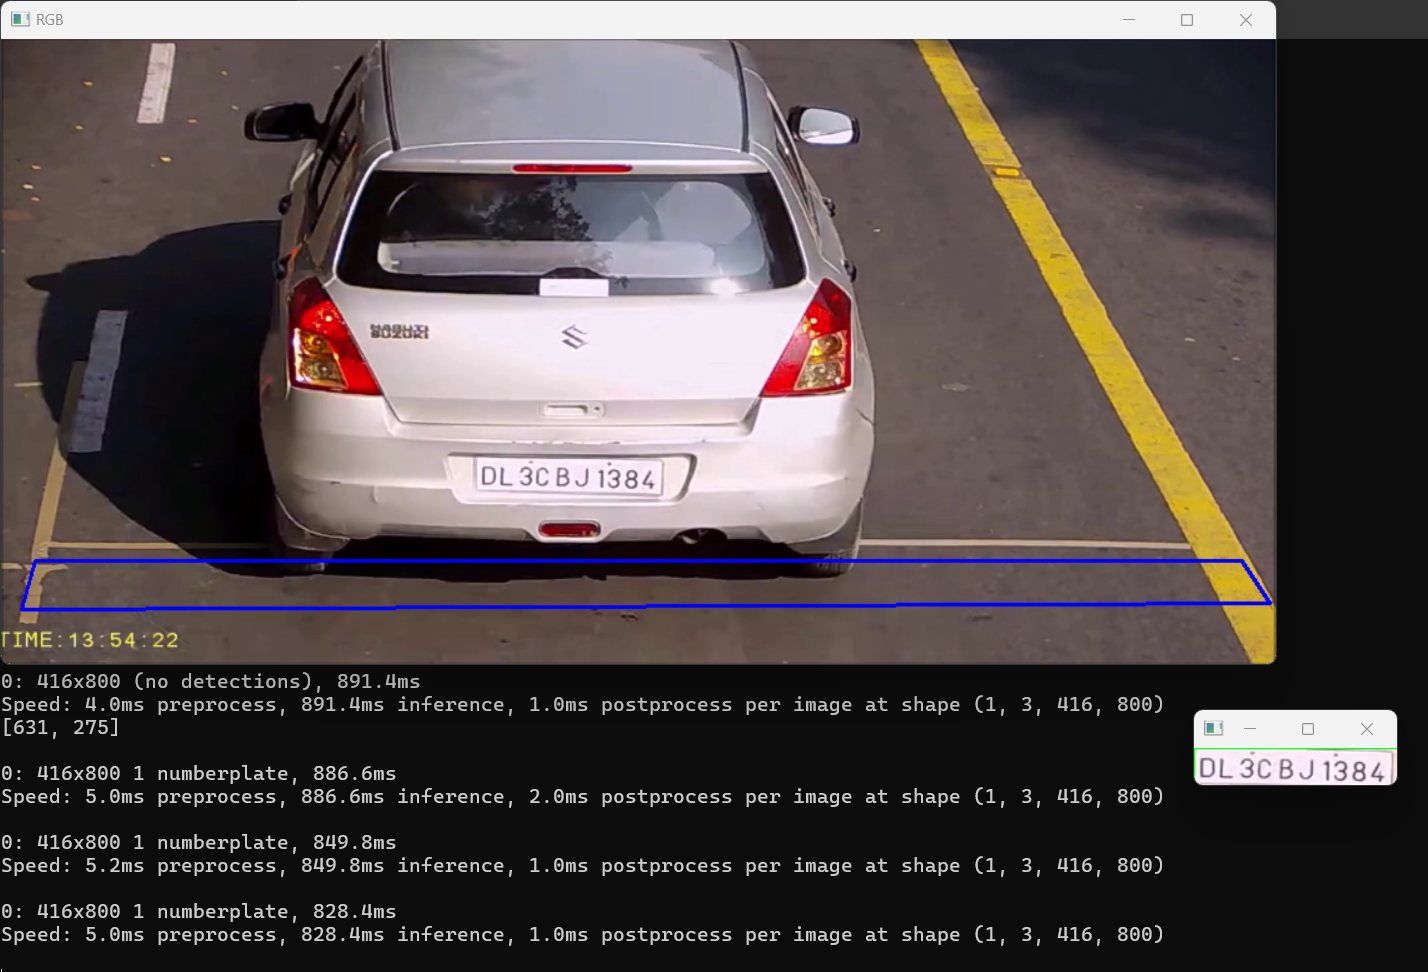 RGB
MARUTI
SUZUKI
DL 3C BJ 1384
TIME:13:54:22
0: 416x800 (no detections), 891.4ms
Speed: 4.0ms preprocess, 891.4ms inference, 1.0ms postprocess per image at shape (1, 3, 416, 800)
[631, 275]
0: 416x800 1 numberplate, 886.6ms
Speed: 5.0ms preprocess, 886.6ms inference, 2.0ms postprocess per image at shape (1, 3, 416, 800)
0: 416x800 1 numberplate, 849.8ms
Speed: 5.2ms preprocess, 849.8ms inference, 1.0ms postprocess per image at shape (1, 3, 416, 800)
0: 416x800 1 numberplate, 828.4ms
Speed: 5.0ms preprocess, 828.4ms inference, 1.0ms postprocess per image at shape (1, 3, 416, 800)
DL 3C BJ 1384